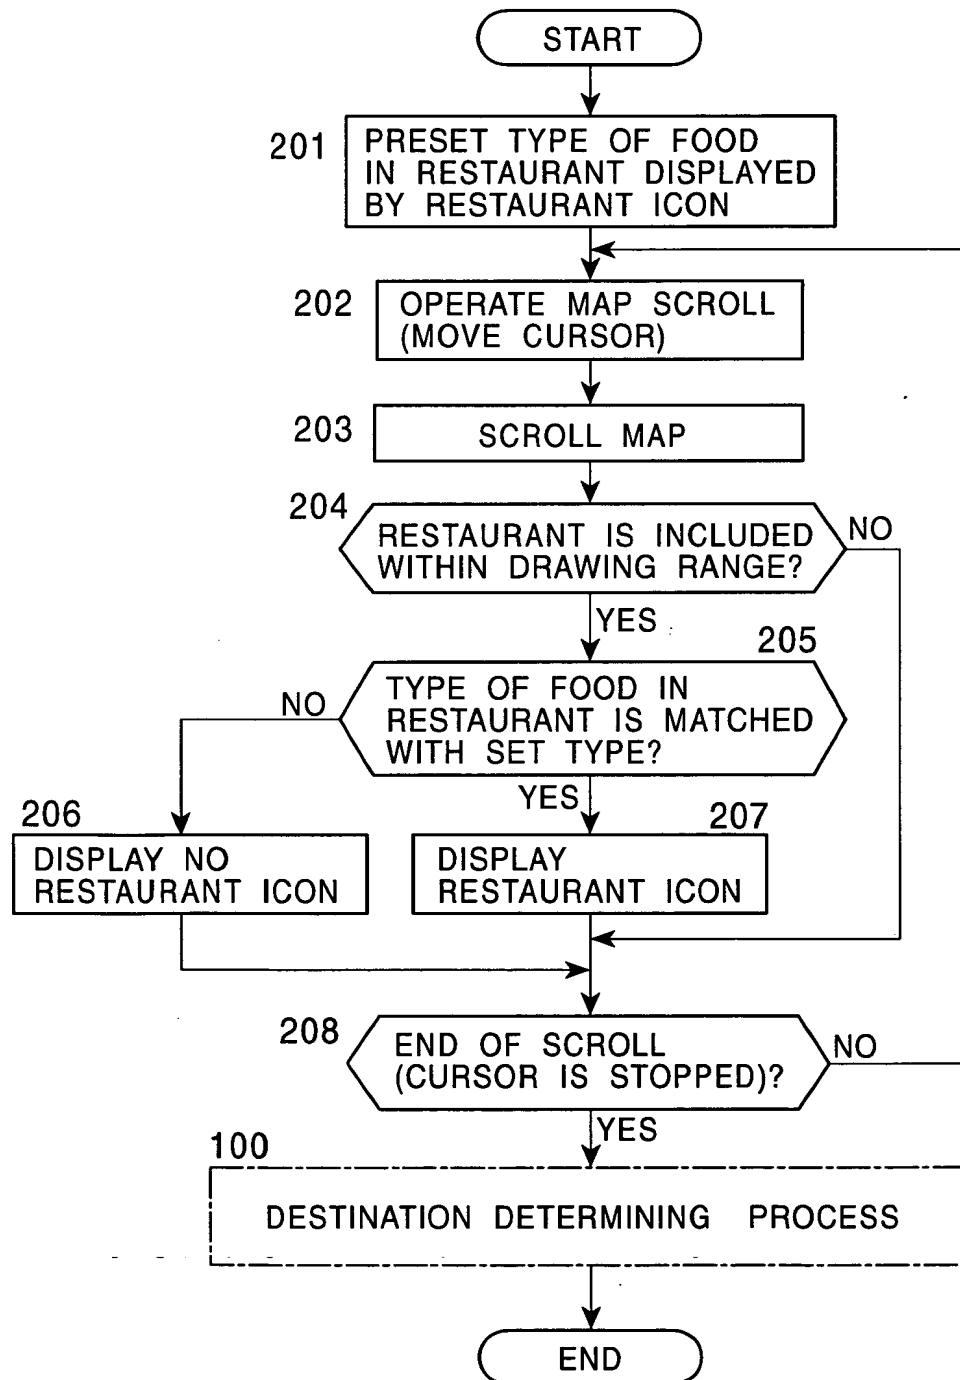 START
201
PRESET TYPE OF FOOD
IN RESTAURANT DISPLAYED
BY RESTAURANT ICON
202
OPERATE MAP SCROLL
(MOVE CURSOR)
203
SCROLL MAP
204
RESTAURANT IS INCLUDED
WITHIN DRAWING RANGE?
NO
YES
205
TYPE OF FOOD IN
RESTAURANT IS MATCHED
WITH SET TYPE?
NO
YES
206
DISPLAY NO
RESTAURANT ICON
207
DISPLAY
RESTAURANT ICON
208
END OF SCROLL
(CURSOR IS STOPPED)?
NO
YES
100
DESTINATION DETERMINING PROCESS
END